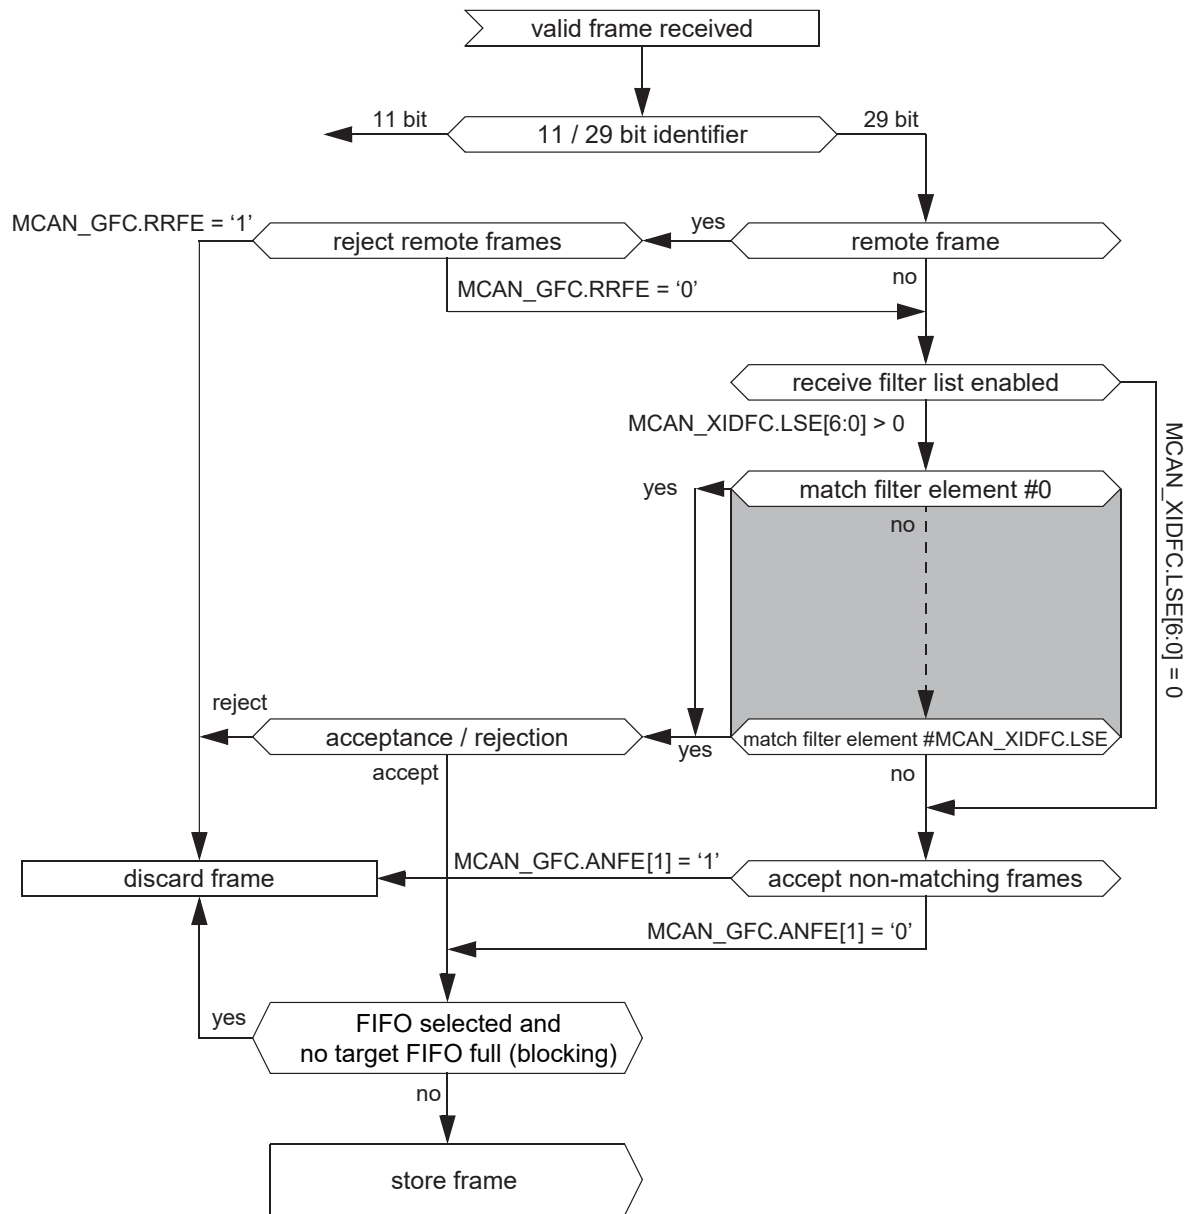 valid frame received
11 bit
11 / 29 bit identifier
29 bit
MCAN_GFC.RRFE = ‘1’
reject remote frames
yes
remote frame
no
MCAN_GFC.RRFE = ‘0’
receive filter list enabled
MCAN_XIDFC.LSE[6:0] > 0
MCAN_XIDFC.LSE[6:0] = 0
yes
match filter element #0
no
reject
acceptance / rejection
yes
match filter element #MCAN_XIDFC.LSE
accept
no
discard frame
MCAN_GFC.ANFE[1] = ‘1’
accept non-matching frames
MCAN_GFC.ANFE[1] = ‘0’
yes
FIFO selected and
no target FIFO full (blocking)
no
store frame